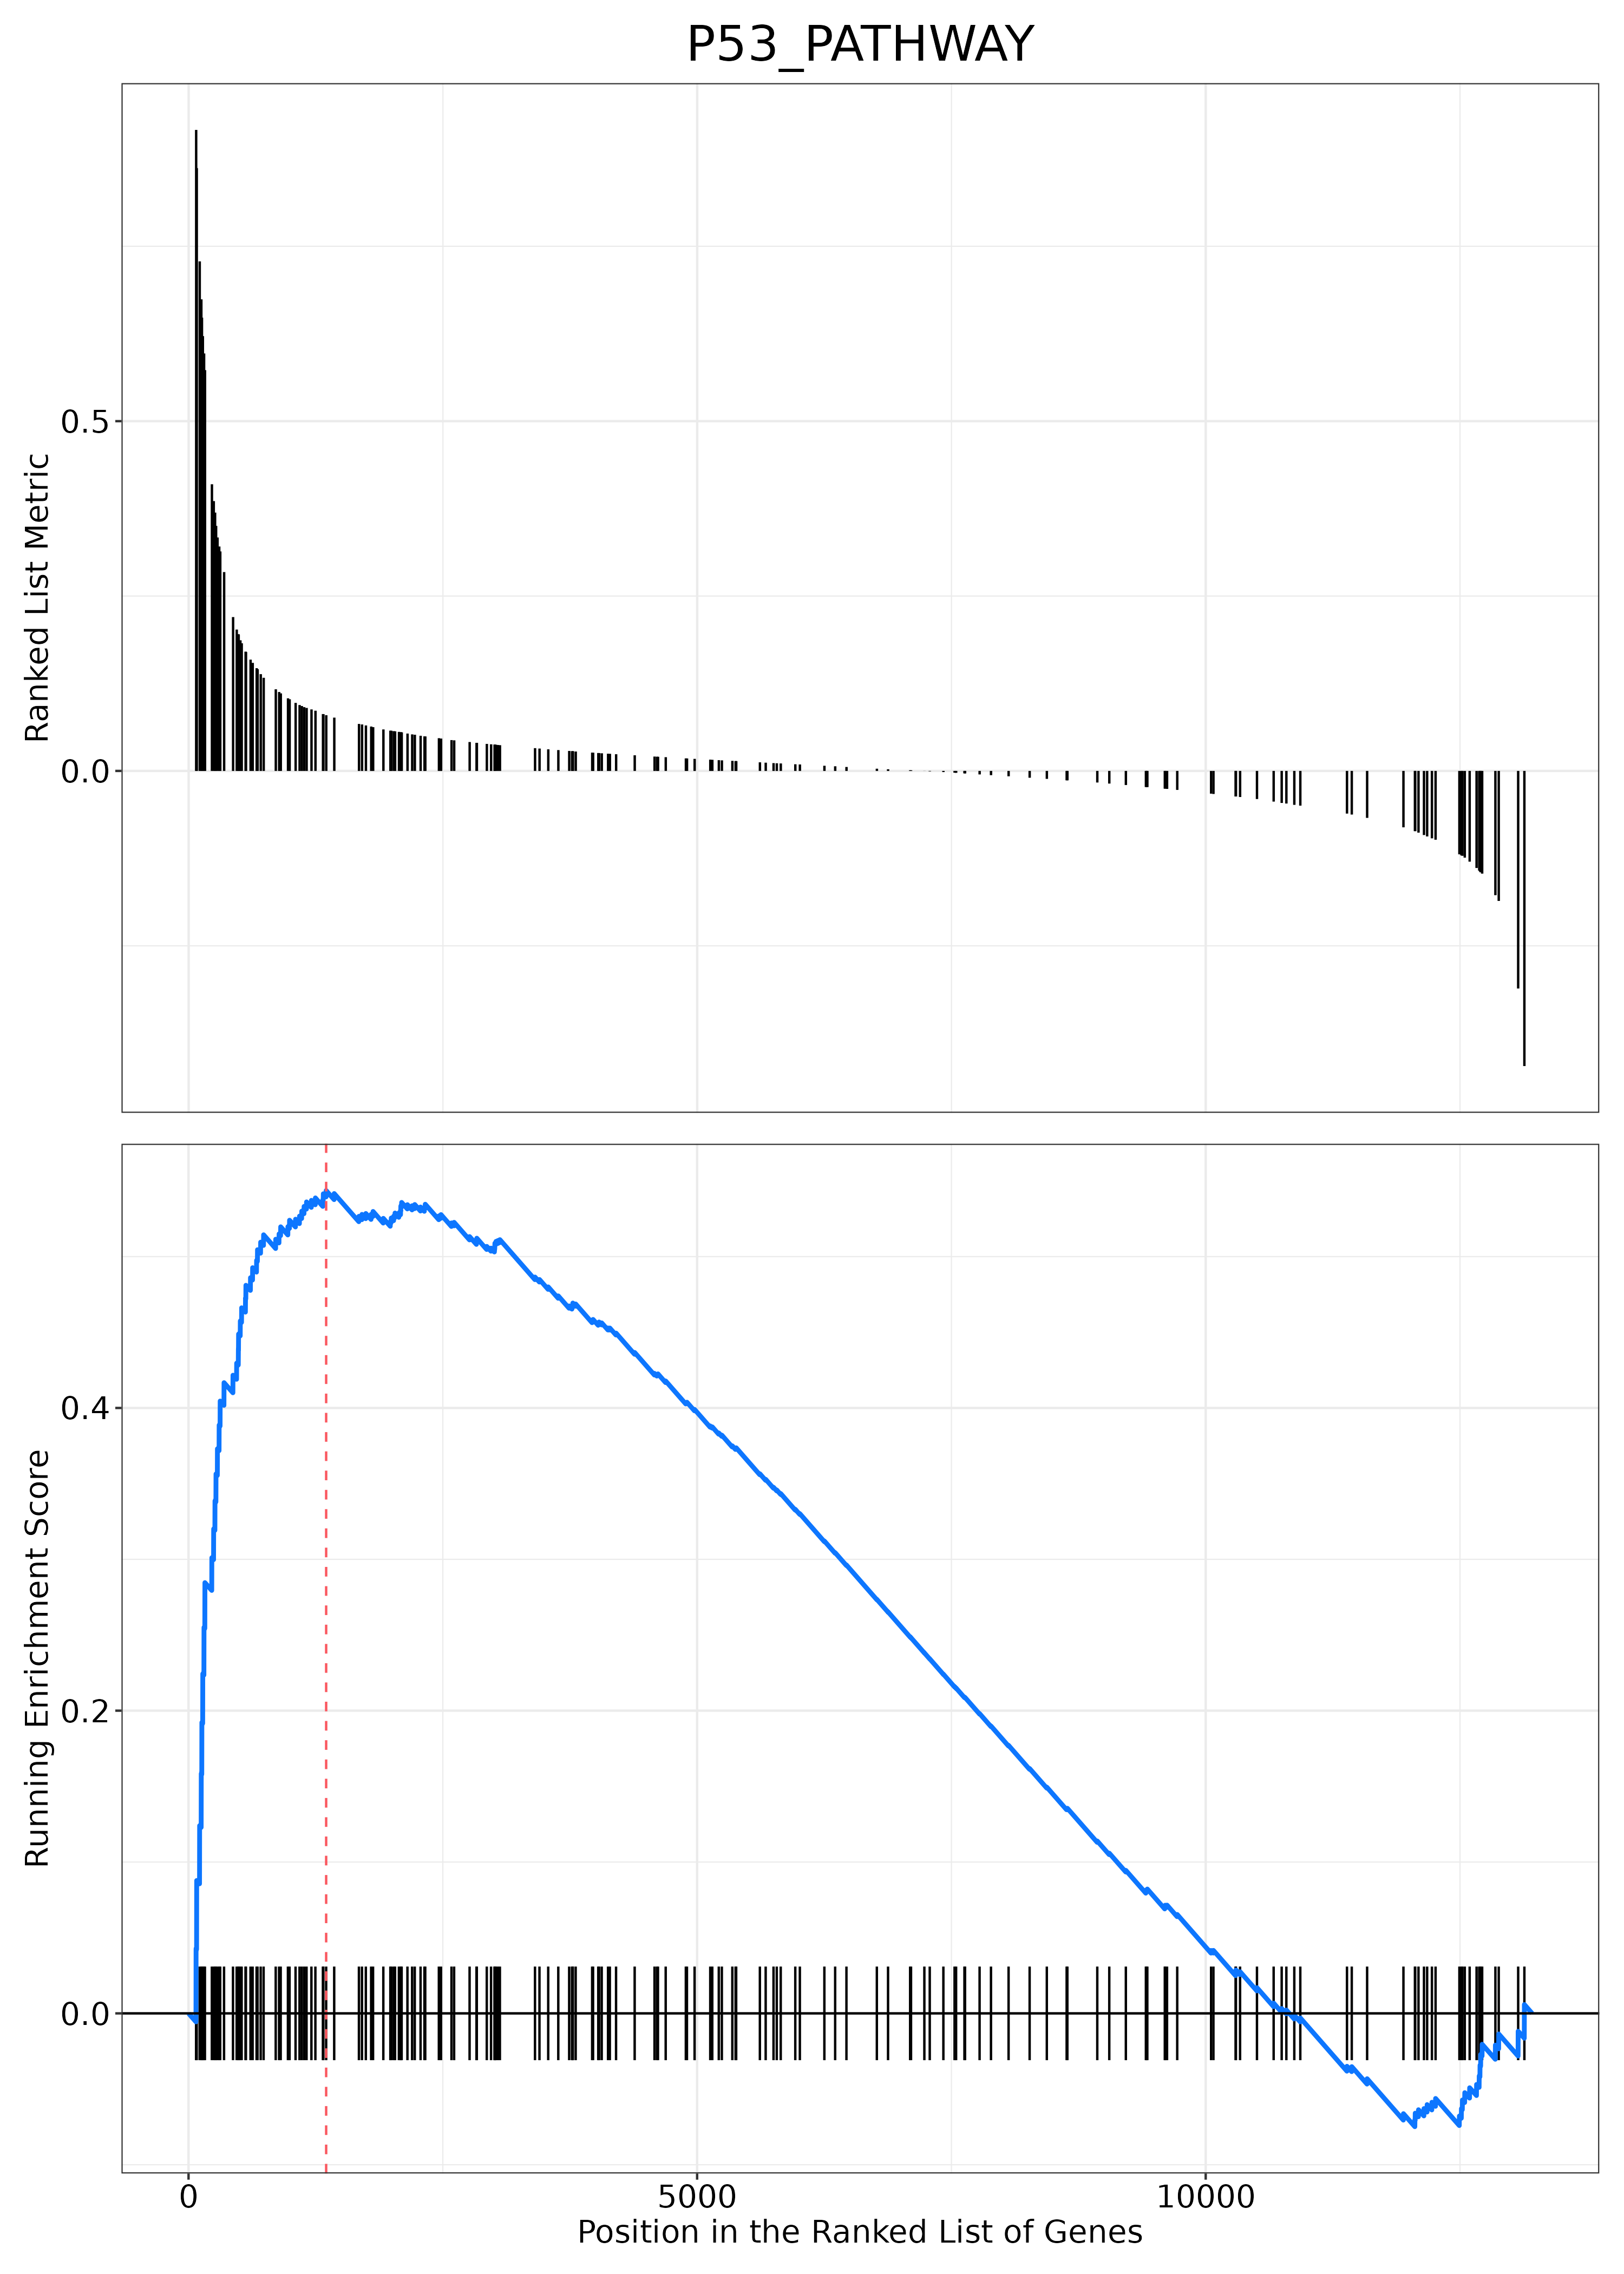 P53_PATHWAY
Ranked List Metric
0.5
0.0
Running Enrichment Score
0.4
0.2
0.0
0 5000 10000
Position in the Ranked List of Genes